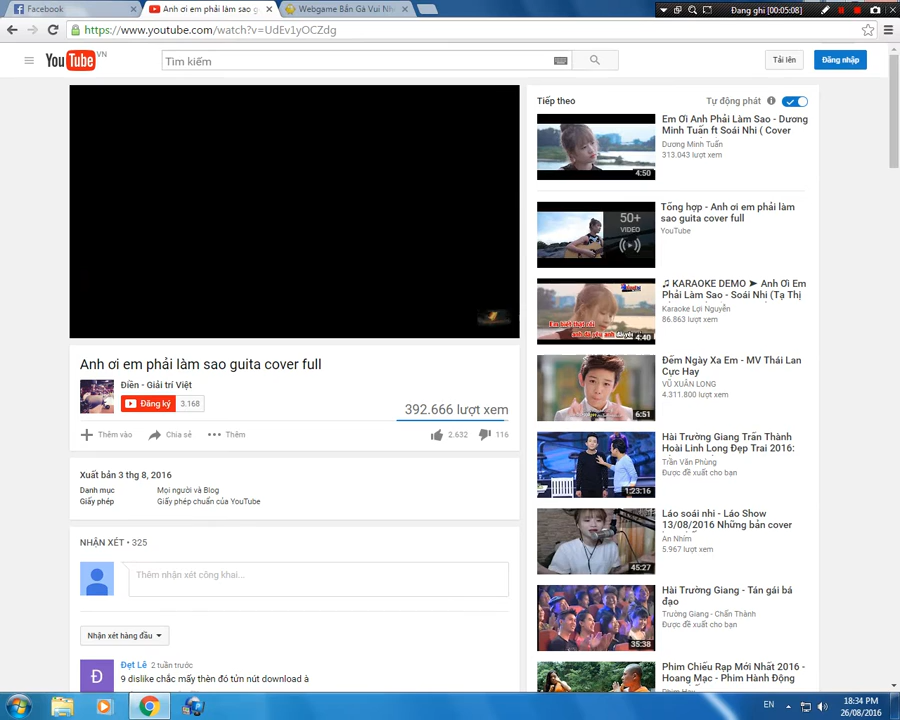 Facebook
Anh ơi em phải làm sao g
Webgame Bắn Gà Vui Nh
Đang ghi [00:05:08]
https://www.youtube.com/watch?v=UdEv1yOCZdg
YouTube VN
Tìm kiếm
Tải lên
Đăng nhập
Anh ơi em phải làm sao guita cover full
Điền - Giải trí Việt
Đăng ký 3.168
392.666 lượt xem
Thêm vào
Chia sẻ
Thêm
2.632
116
Xuất bản 3 thg 8, 2016
Danh mục Mọi người và Blog
Giấy phép Giấy phép chuẩn của YouTube
NHẬN XÉT • 325
Thêm nhận xét công khai...
Nhận xét hàng đầu
Đ
Đẹt Lê 2 tuần trước
9 dislike chắc mấy thèn đó tứn nút download à
Tiếp theo
Tự động phát
Em Ơi Anh Phải Làm Sao - Dương
Minh Tuấn ft Soái Nhi ( Cover
Dương Minh Tuấn
313.043 lượt xem
4:50
50+
VIDEO
Tổng hợp - Anh ơi em phải làm
sao guita cover full
YouTube
♫ KARAOKE DEMO ➤ Anh Ơi Em
Phải Làm Sao - Soái Nhi (Tạ Thị
Karaoke Lợi Nguyễn
86.863 lượt xem
4:40
Đếm Ngày Xa Em - MV Thái Lan
Cực Hay
VŨ XUÂN LONG
4.311.800 lượt xem
6:51
Hài Trường Giang Trấn Thành
Hoài Linh Long Đẹp Trai 2016:
Trần Văn Phùng
Được đề xuất cho bạn
1:23:16
Láo soái nhi - Láo Show
13/08/2016 Những bản cover
An Nhim
5.967 lượt xem
45:27
Hài Trường Giang - Tán gái bá
đạo
Trường Giang - Chấn Thành
Được đề xuất cho bạn
35:38
Phim Chiếu Rạp Mới Nhất 2016 -
Hoang Mạc - Phim Hành Động
EN
18:34 PM
26/08/2016